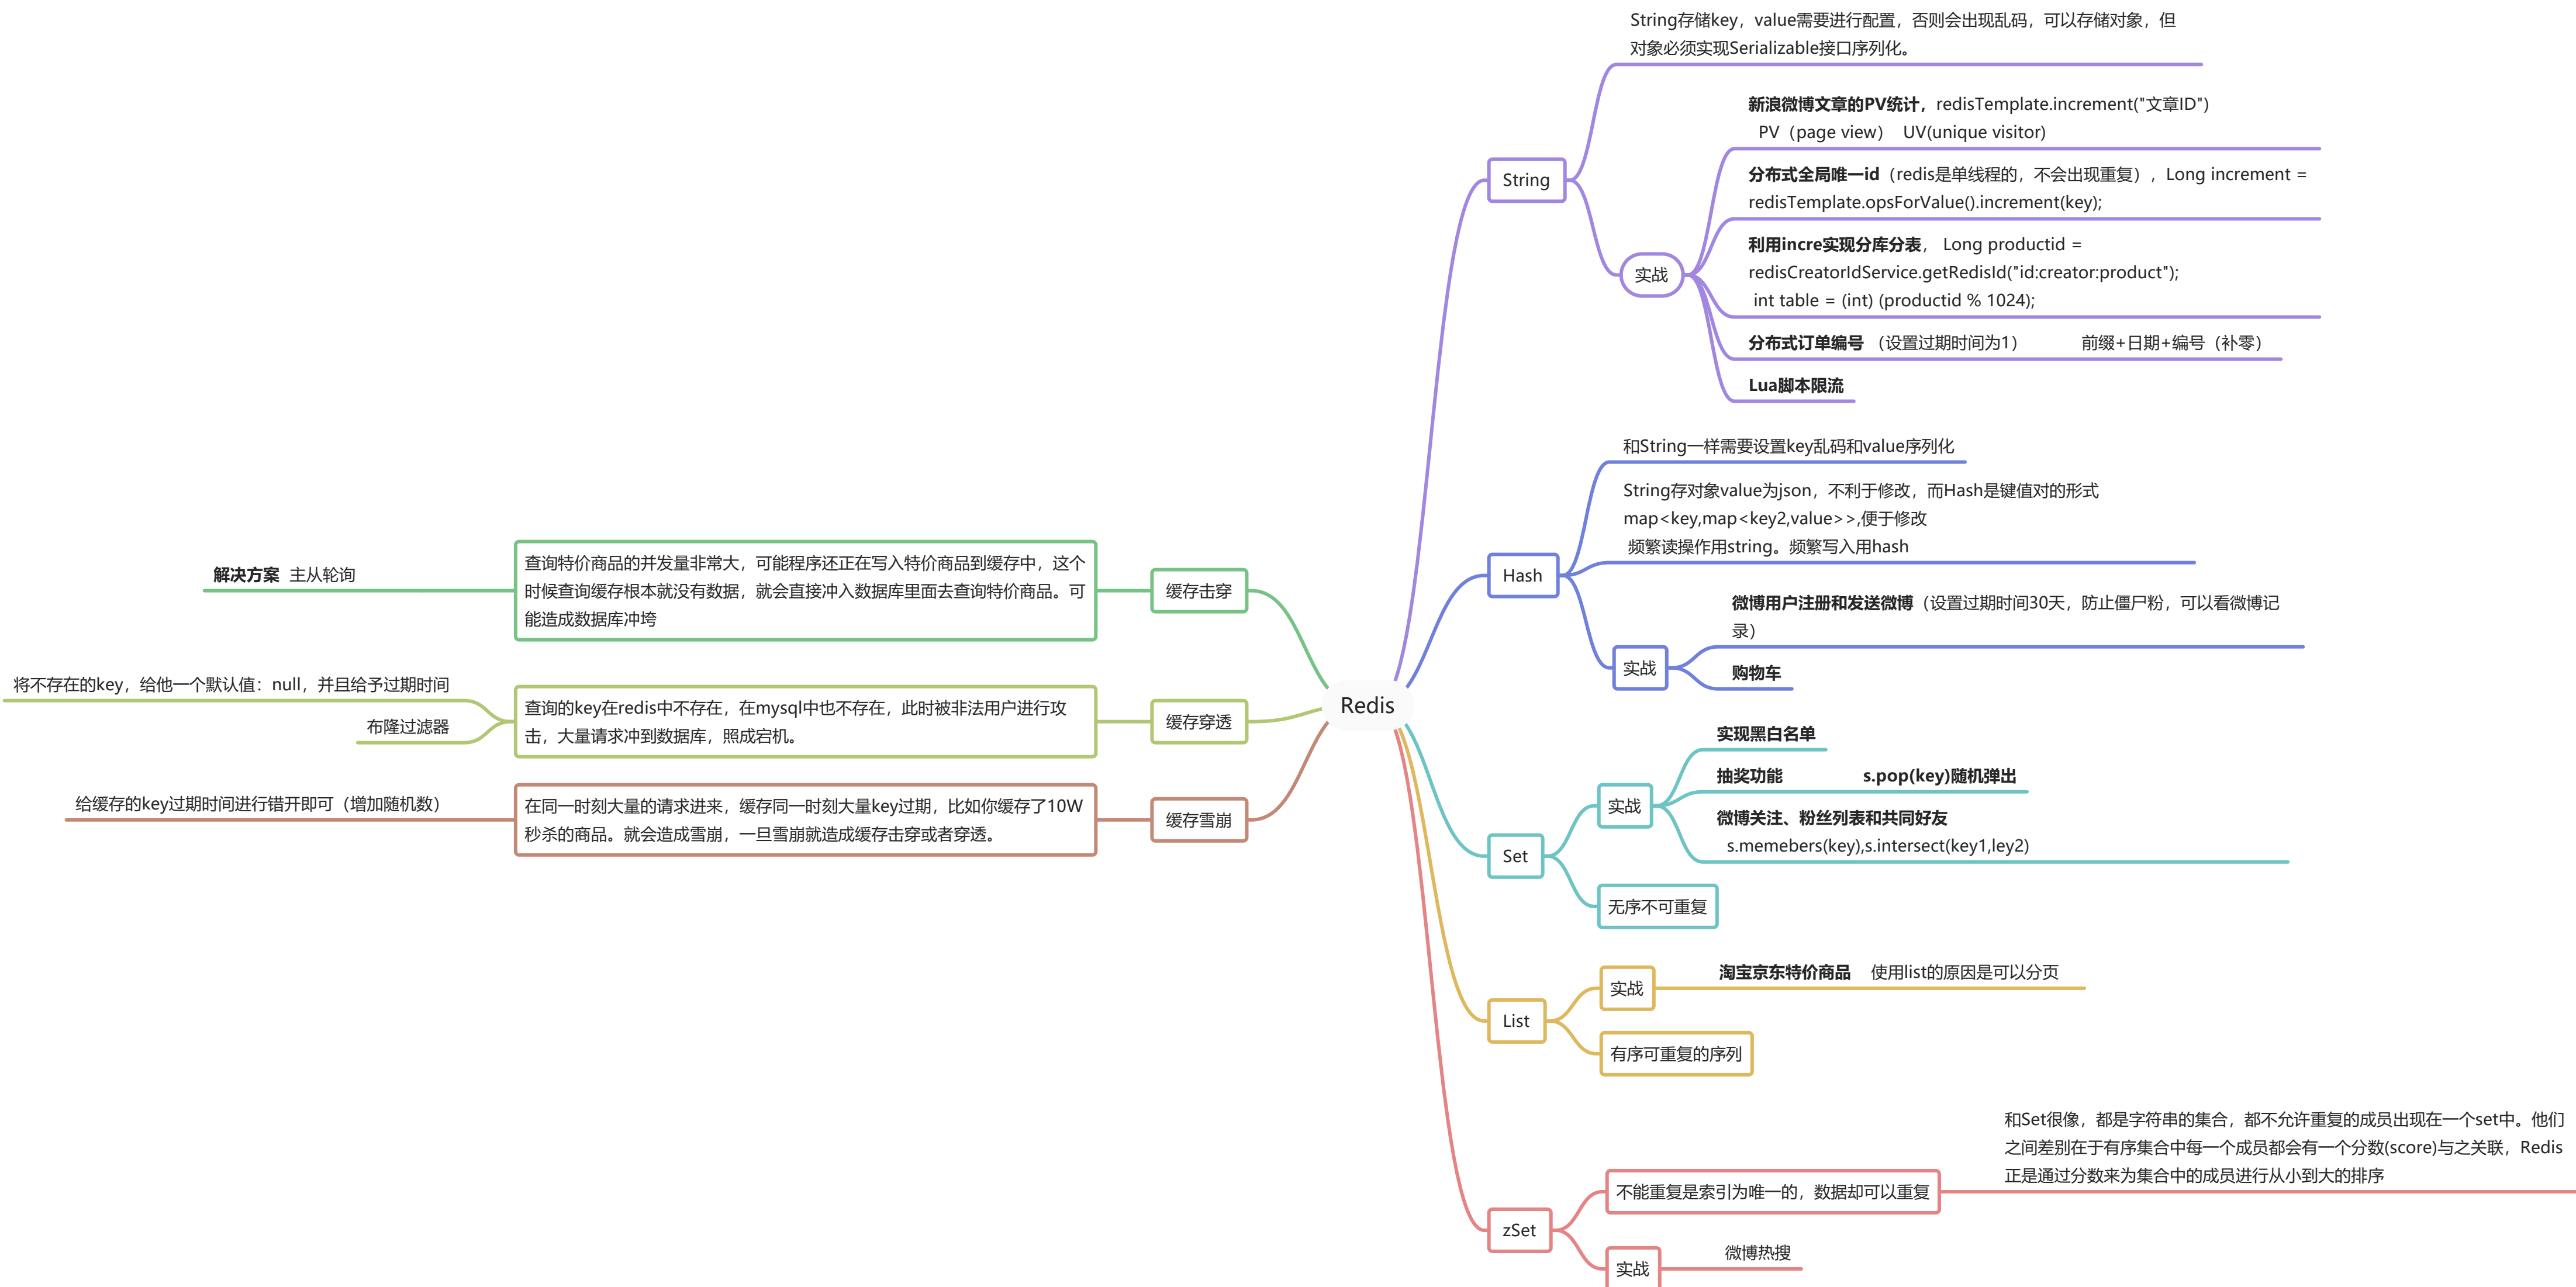 Redis
String
String存储key，value需要进行配置，否则会出现乱码，可以存储对象，但
对象必须实现Serializable接口序列化。
实战
新浪微博文章的PV统计，redisTemplate.increment("文章ID")
PV（page view） UV(unique visitor)
分布式全局唯一id（redis是单线程的，不会出现重复），Long increment =
redisTemplate.opsForValue().increment(key);
利用incre实现分库分表， Long productid =
redisCreatorIdService.getRedisId("id:creator:product");
int table = (int) (productid % 1024);
分布式订单编号 （设置过期时间为1） 前缀+日期+编号（补零）
Lua脚本限流
Hash
和String一样需要设置key乱码和value序列化
String存对象value为json，不利于修改，而Hash是键值对的形式
map<key,map<key2,value>>,便于修改
频繁读操作用string。频繁写入用hash
实战
微博用户注册和发送微博（设置过期时间30天，防止僵尸粉，可以看微博记
录）
购物车
Set
实战
实现黑白名单
抽奖功能 s.pop(key)随机弹出
微博关注、粉丝列表和共同好友
s.memebers(key),s.intersect(key1,ley2)
无序不可重复
List
实战
淘宝京东特价商品 使用list的原因是可以分页
有序可重复的序列
zSet
不能重复是索引为唯一的，数据却可以重复
和Set很像，都是字符串的集合，都不允许重复的成员出现在一个set中。他们
之间差别在于有序集合中每一个成员都会有一个分数(score)与之关联，Redis
正是通过分数来为集合中的成员进行从小到大的排序
实战
微博热搜
缓存击穿
查询特价商品的并发量非常大，可能程序还正在写入特价商品到缓存中，这个
时候查询缓存根本就没有数据，就会直接冲入数据库里面去查询特价商品。可
能造成数据库冲垮
解决方案 主从轮询
缓存穿透
查询的key在redis中不存在，在mysql中也不存在，此时被非法用户进行攻
击，大量请求冲到数据库，照成宕机。
将不存在的key，给他一个默认值：null，并且给予过期时间
布隆过滤器
缓存雪崩
在同一时刻大量的请求进来，缓存同一时刻大量key过期，比如你缓存了10W
秒杀的商品。就会造成雪崩，一旦雪崩就造成缓存击穿或者穿透。
给缓存的key过期时间进行错开即可（增加随机数）